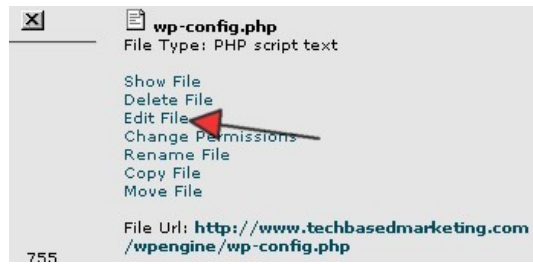 X
wp-config.php
File Type: PHP script text
Show File
Delete File
Edit File
Change Permissions
Rename File
Copy File
Move File
File Url: http://www.techbasedmarketing.com
/wpengine/wp-config.php
755